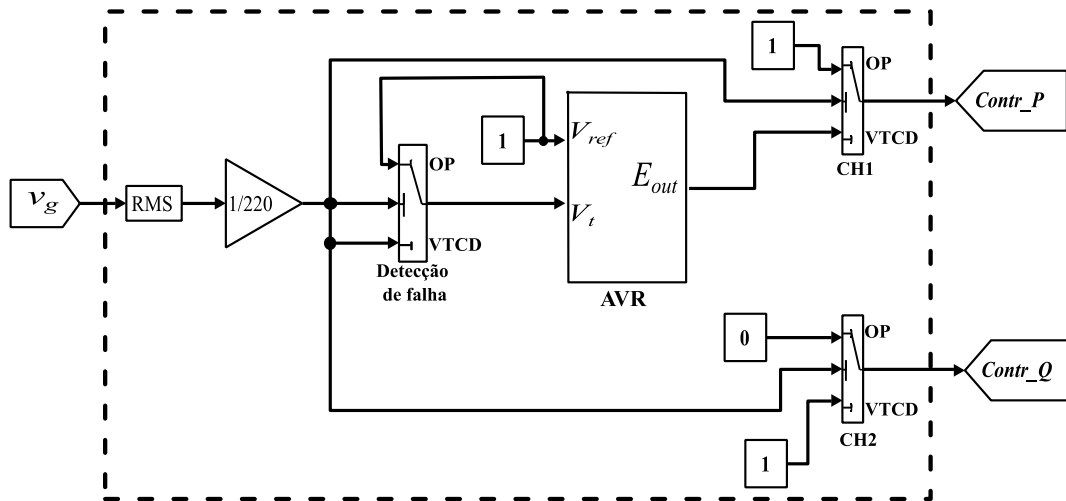 v_g
RMS
1/220
OP
VTCD
Detecção
de falha
1
V_ref
V_t
E_out
AVR
1
OP
VTCD
CH1
Contr_P
0
OP
VTCD
CH2
1
Contr_Q